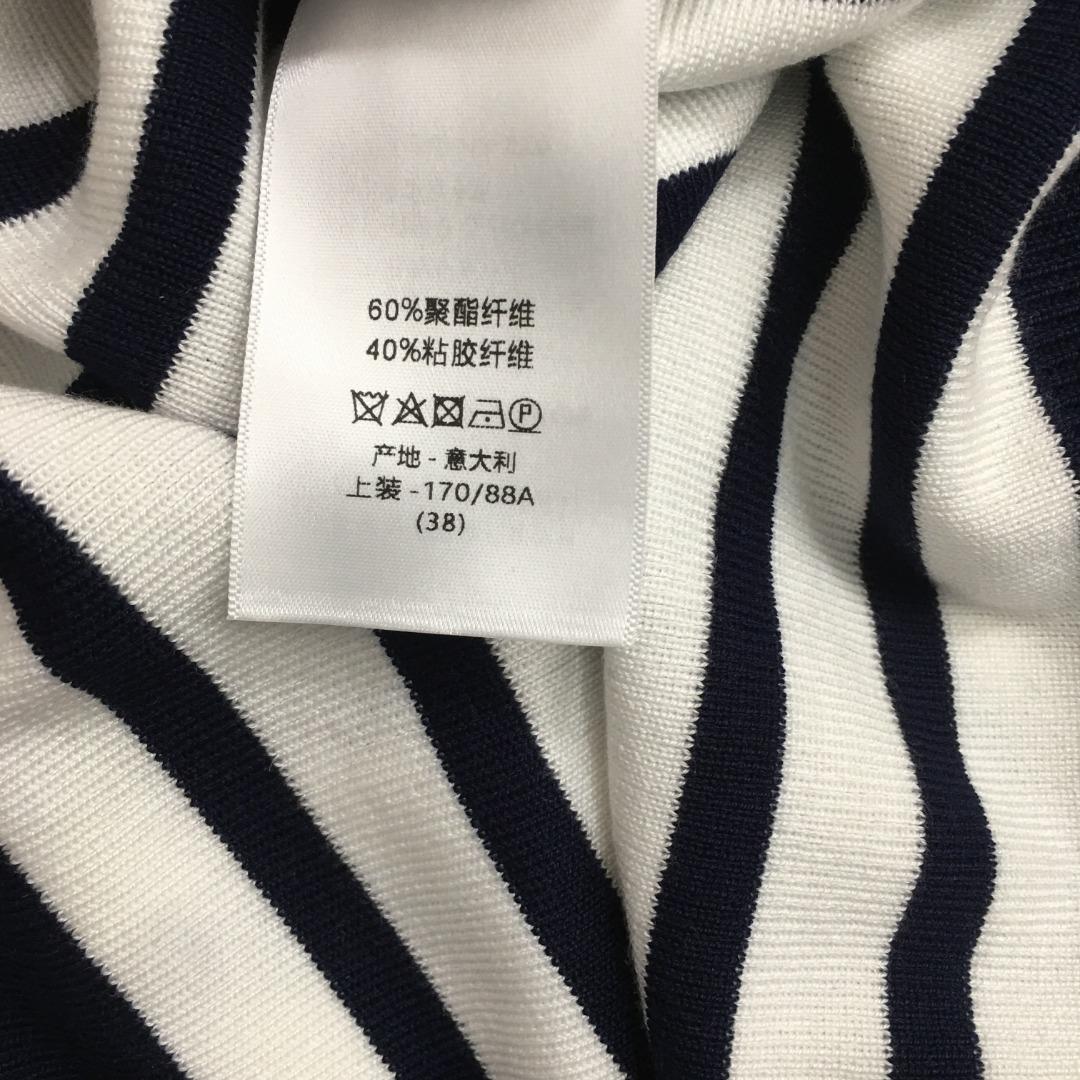 60%聚酯纤维
40%粘胶纤维
P
产地 - 意大利
上装 -170/88A
(38)